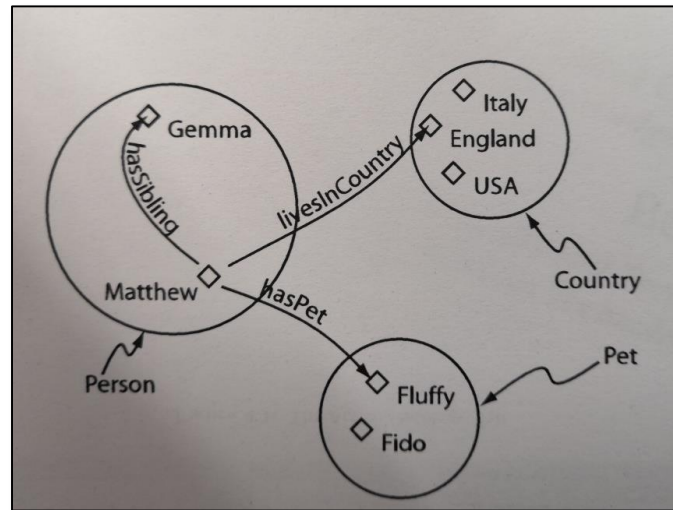 Gemma
hasSibling
Matthew
Person
livesInCountry
Italy
England
USA
Country
hasPet
Fluffy
Fido
Pet